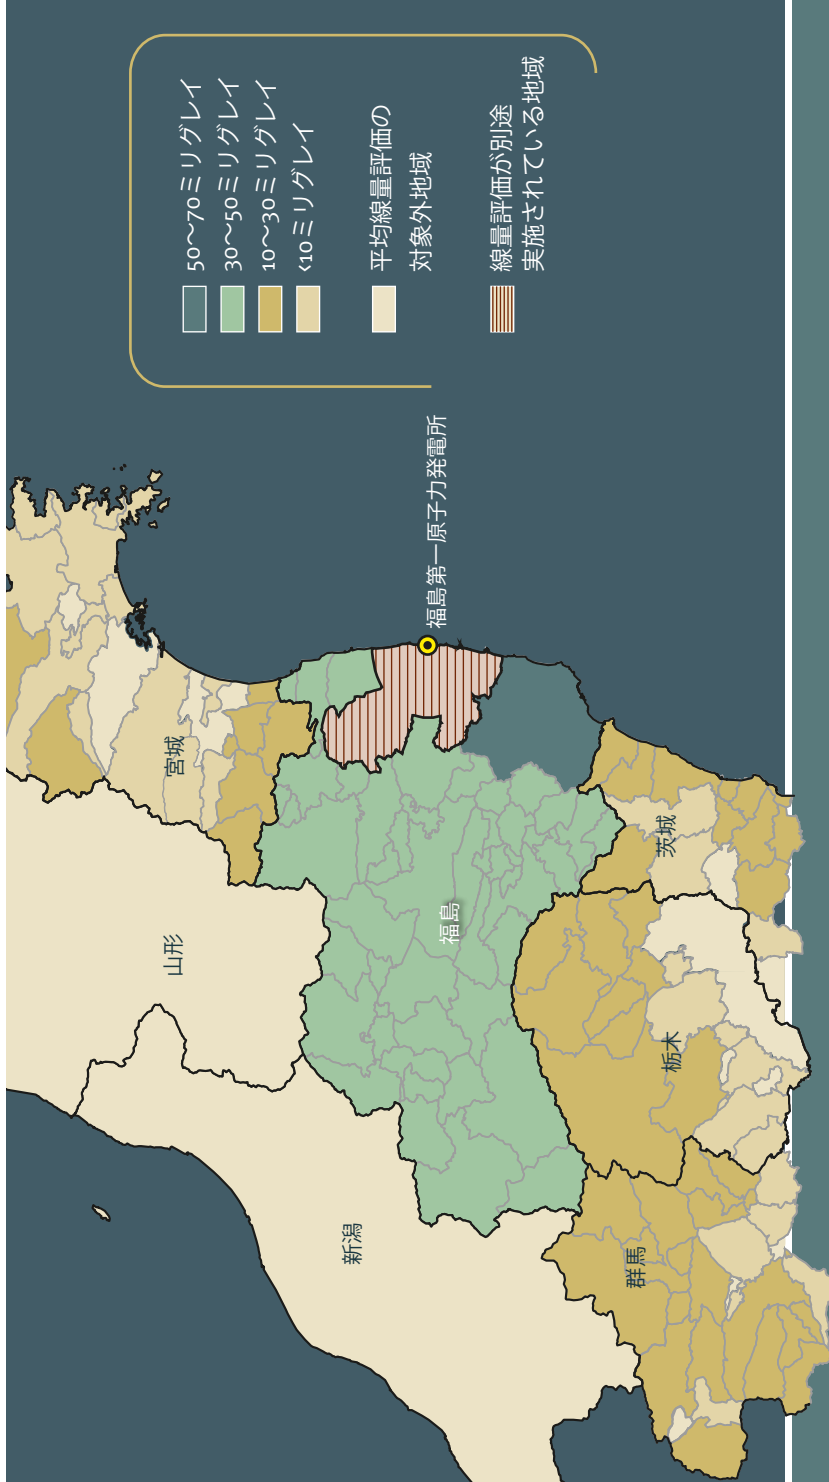 50〜70ミリグレイ
30〜50ミリグレイ
10〜30ミリグレイ
<10ミリグレイ
平均線量評価の
対象外地域
線量評価が別途
実施されている地域
福島第一原子力発電所
宮城
山形
福島
新潟
茨城
栃木
群馬